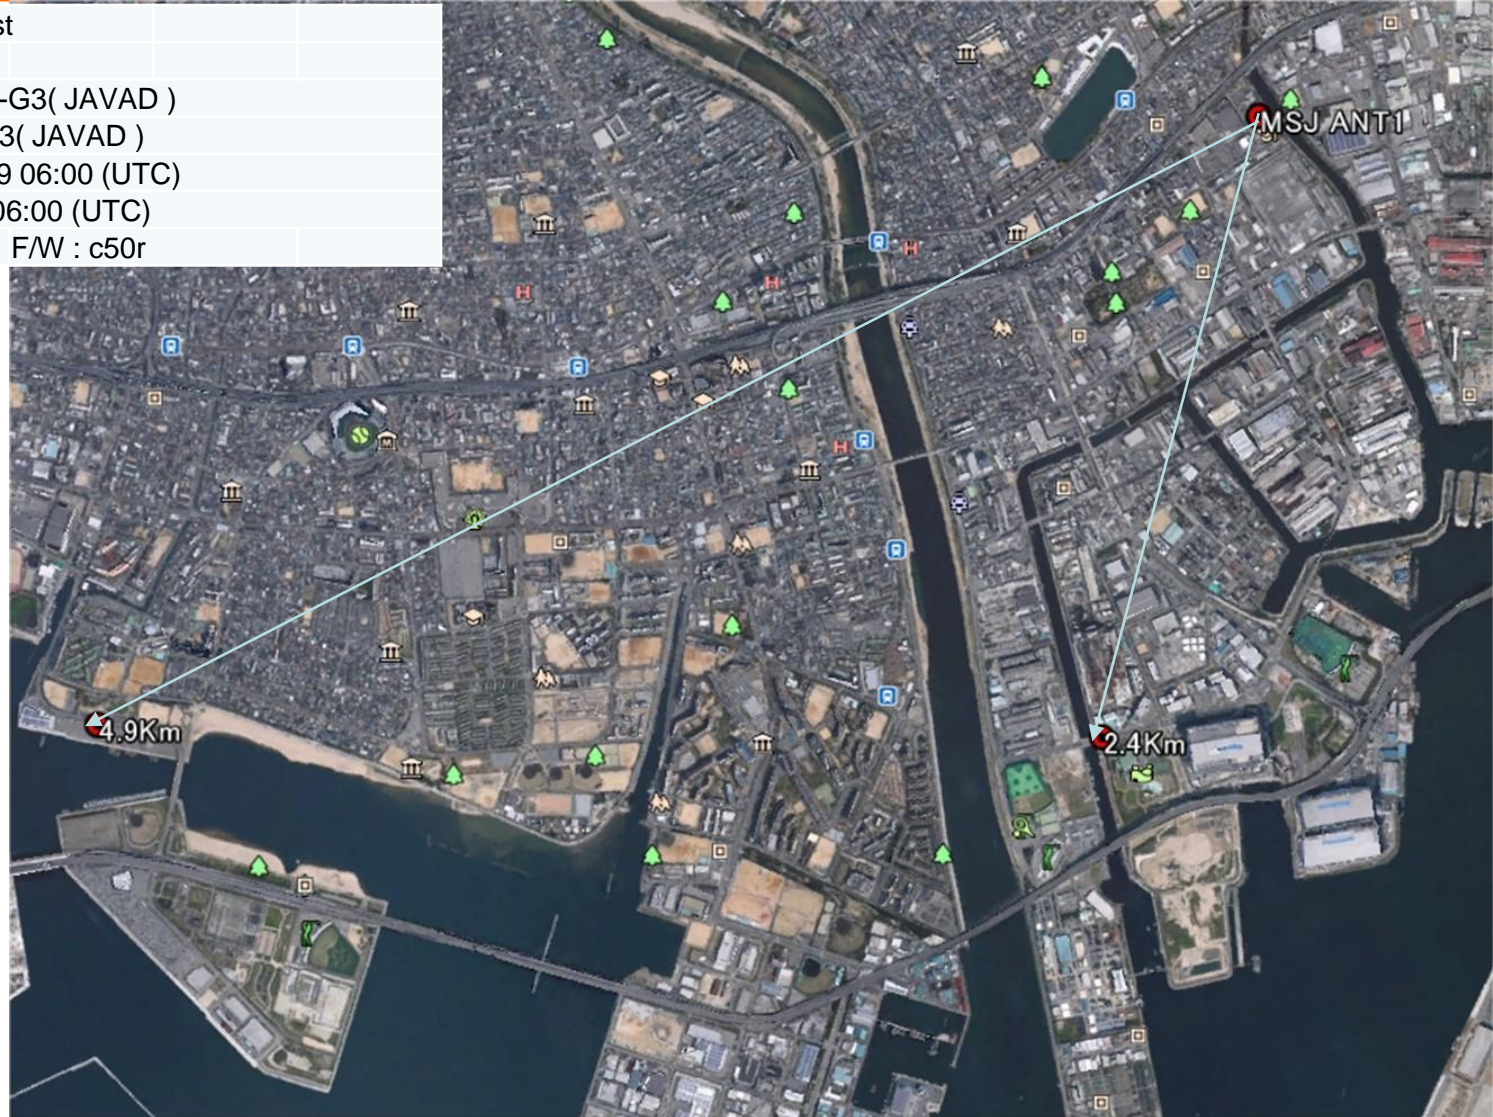 st
-G3( JAVAD )
3( JAVAD )
9 06:00 (UTC)
06:00 (UTC)
F/W : c50r
MSJ ANT1
4.9Km
2.4Km